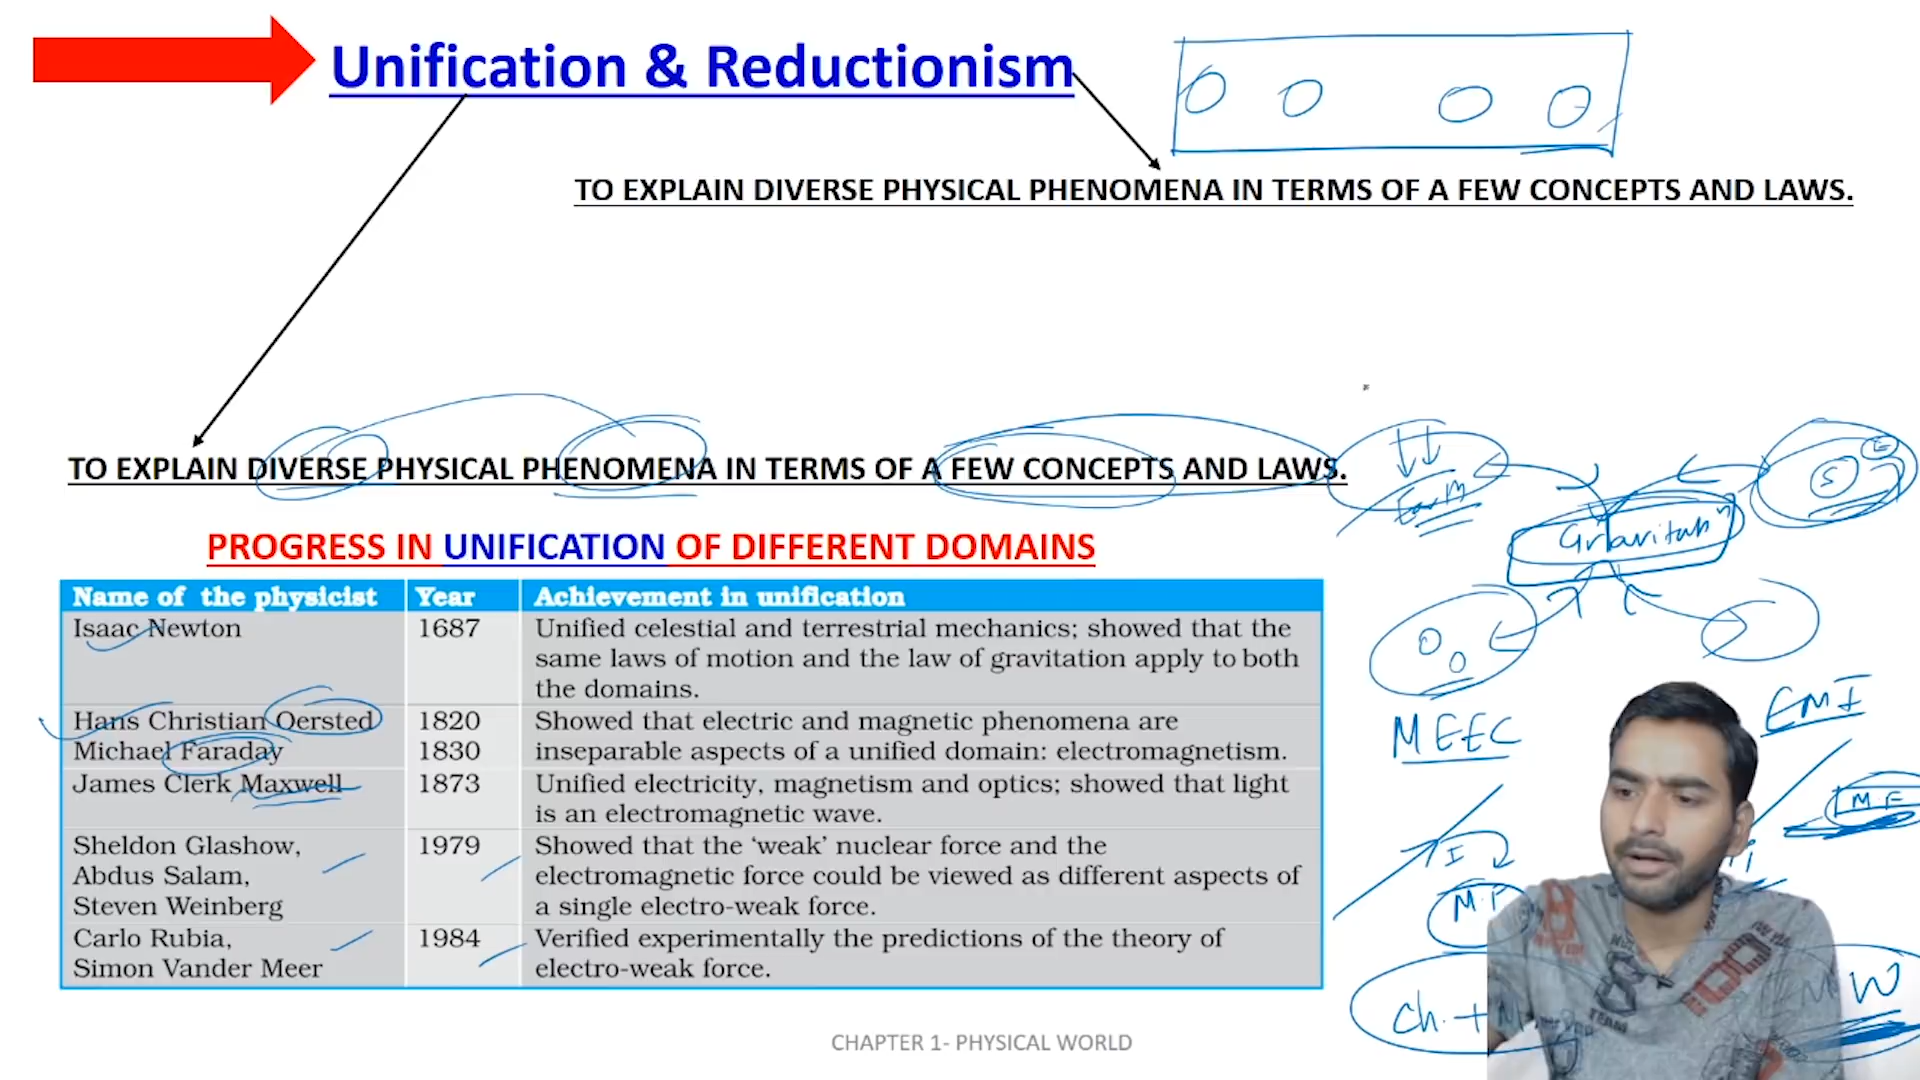 Unification & Reductionism
TO EXPLAIN DIVERSE PHYSICAL PHENOMENA IN TERMS OF A FEW CONCEPTS AND LAWS.
TO EXPLAIN DIVERSE PHYSICAL PHENOMENA IN TERMS OF A FEW CONCEPTS AND LAWS.
S
E
Earth
Gravitatn
PROGRESS IN UNIFICATION OF DIFFERENT DOMAINS
Name of the physicist Year Achievement in unification
Isaac Newton 1687 Unified celestial and terrestrial mechanics; showed that the
same laws of motion and the law of gravitation apply to both
the domains.
Hans Christian Oersted 1820 Showed that electric and magnetic phenomena are
Michael Faraday 1830 inseparable aspects of a unified domain: electromagnetism.
James Clerk Maxwell 1873 Unified electricity, magnetism and optics; showed that light
is an electromagnetic wave.
Sheldon Glashow, 1979 Showed that the ‘weak’ nuclear force and the
Abdus Salam, electromagnetic force could be viewed as different aspects of
Steven Weinberg a single electro-weak force.
Carlo Rubia, 1984 Verified experimentally the predictions of the theory of
Simon Vander Meer electro-weak force.
MEEC
EMI
I
M.F
M F
ch. + M
W
CHAPTER 1- PHYSICAL WORLD